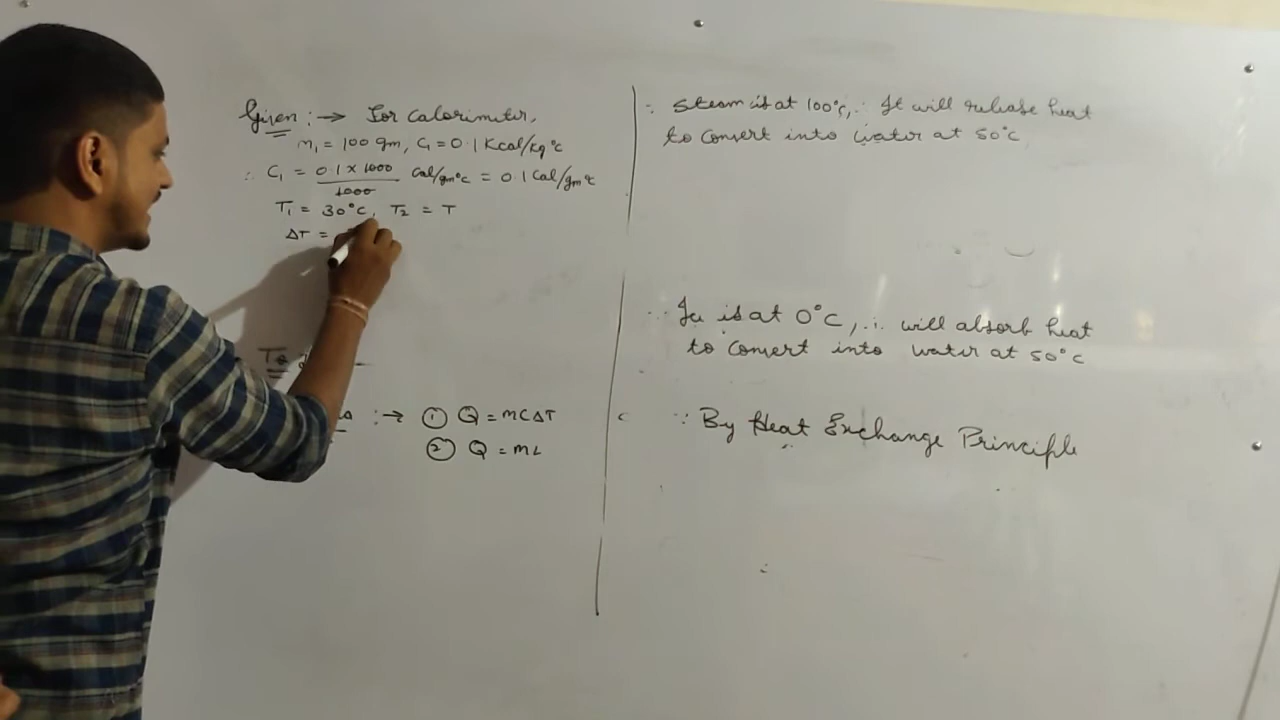 Given :→ For calorimeter,
m₁ = 100 gm, C₁ = 0.1 Kcal/kg°C
∴ C₁ = 0.1 x 1000 / 1000 Cal/gm°C = 0.1 Cal/gm°C
T₁ = 30°C, T₂ = T
ΔT =
To
:→ ① Q = mCΔT
② Q = mL
∵ Steam is at 100°C, ∴ It will release heat
to Convert into water at 50°C
∵ Ice is at 0°C, ∴ will absorb heat
to Convert into water at 50°C
∵ By Heat Exchange Principle